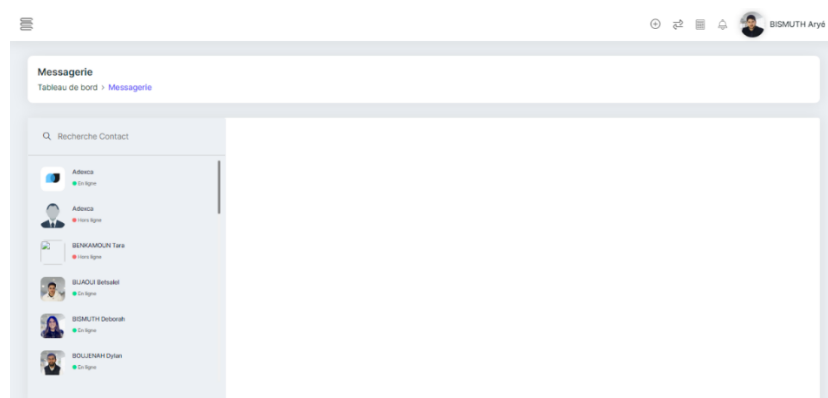 BISMUTH Aryé
Messagerie
Tableau de bord > Messagerie
Recherche Contact
Adexca
En ligne
Adexca
Hors ligne
BENKAMOUN Tara
Hors ligne
BIJAOUI Betsalel
En ligne
BISMUTH Deborah
En ligne
BOUJENAH Dylan
En ligne